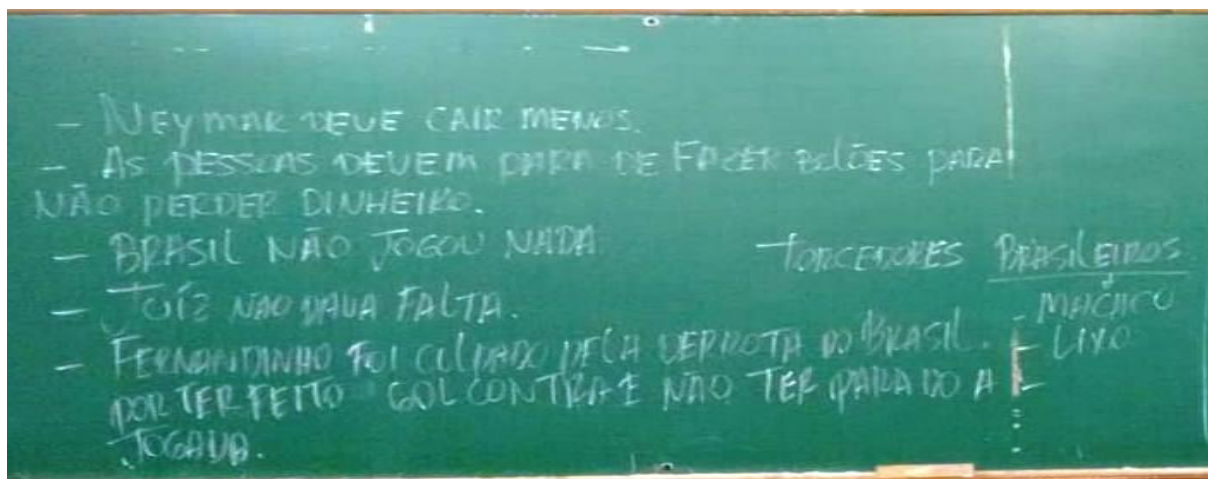 - NEYMAR DEVE CAIR MENOS.
- AS PESSOAS DEVEM PARA DE FAZER BOLÕES PARA
NÃO PERDER DINHEIRO.
- BRASIL NÃO JOGOU NADA
- JUÍZ NAO DAVA FALTA.
- FERNANDINHO FOI CULPADO PELA DERROTA DO BRASIL.
POR TER FEITO GOL CONTRA E NÃO TER PARADO A
JOGADA.
TORCEDORES BRASILEIROS
- MACACO
- LIXO
-